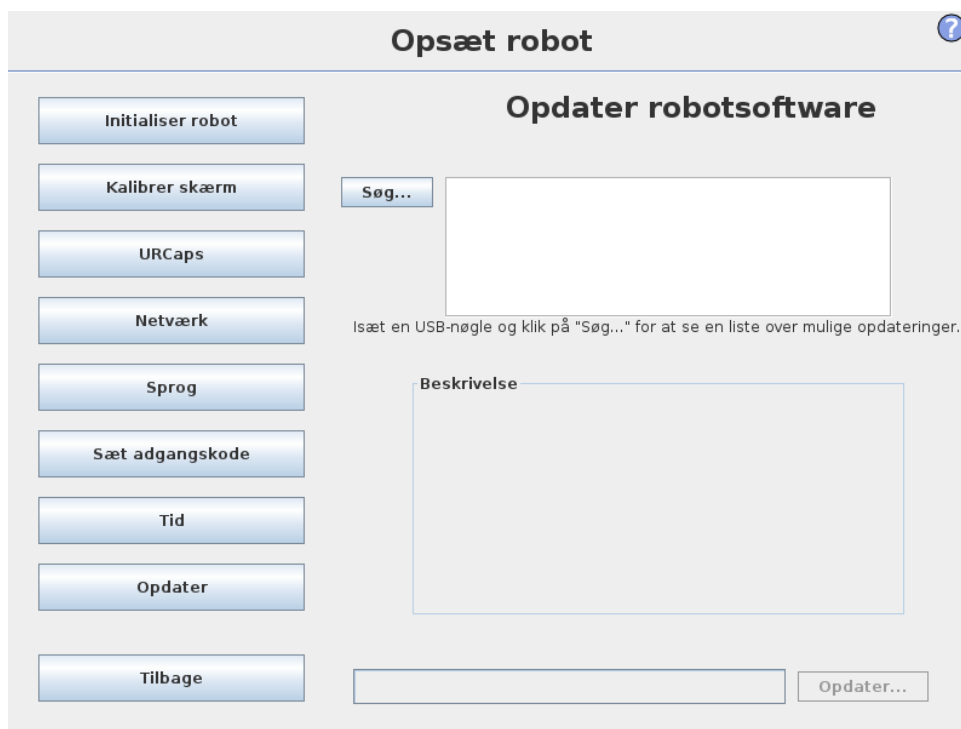 Opsæt robot
?
Initialiser robot
Kalibrer skærm
URCaps
Netværk
Sprog
Sæt adgangskode
Tid
Opdater
Tilbage
Opdater robotsoftware
Søg...
Isæt en USB-nøgle og klik på "Søg..." for at se en liste over mulige opdateringer.
Beskrivelse
Opdater...